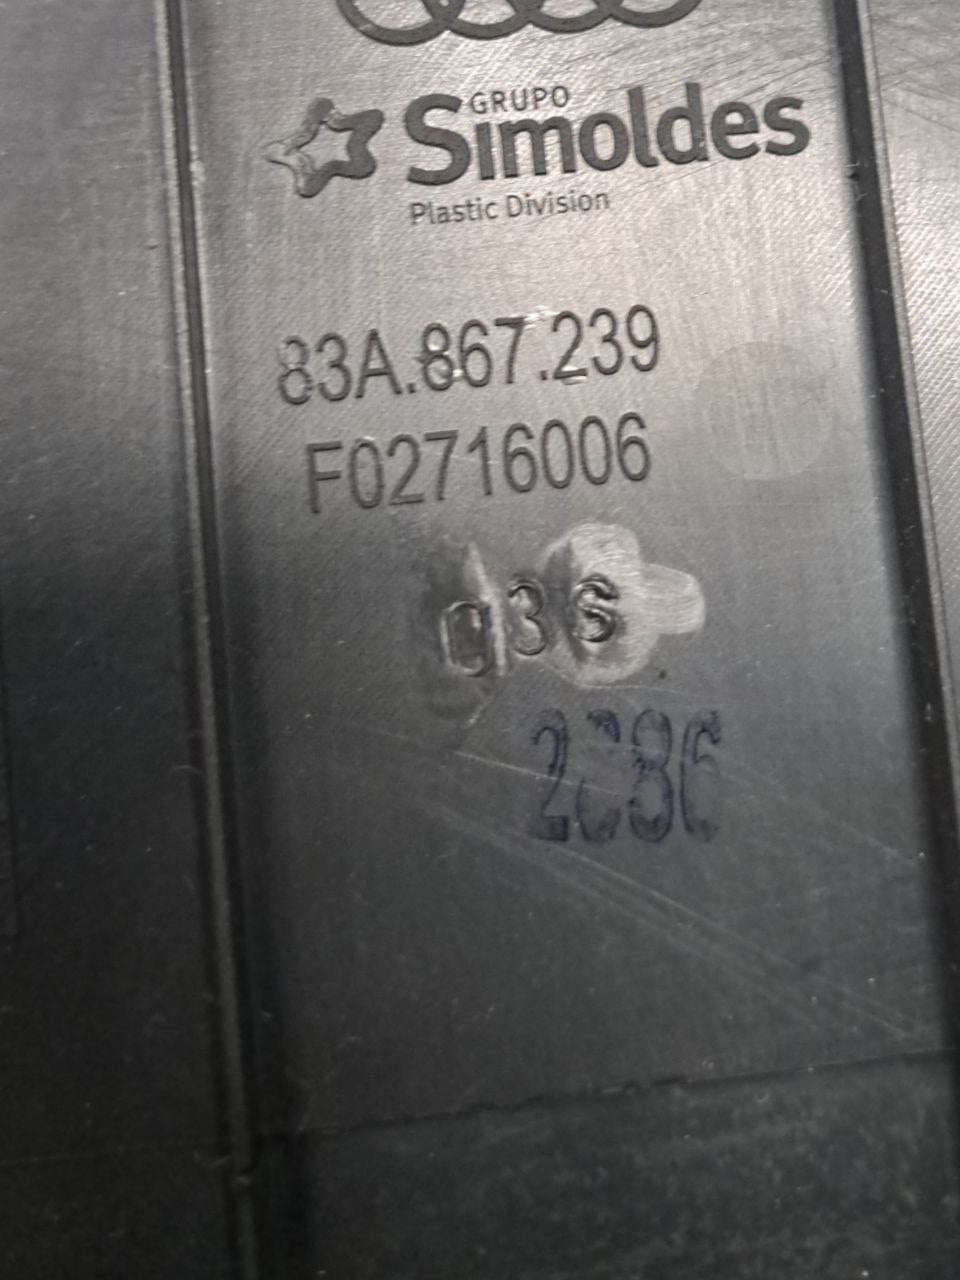 GRUPO
Simoldes
Plastic Division
83A.867.239
F02716006